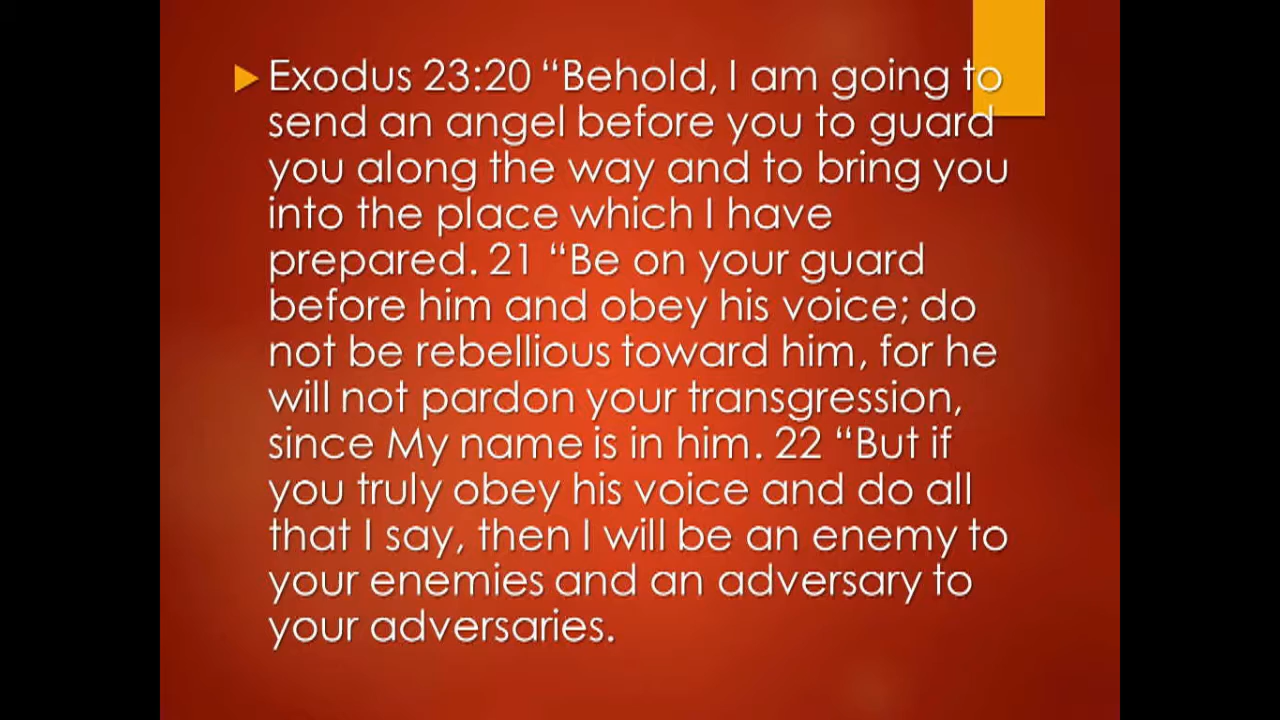 Exodus 23:20 “Behold, I am going to
send an angel before you to guard
you along the way and to bring you
into the place which I have
prepared. 21 “Be on your guard
before him and obey his voice; do
not be rebellious toward him, for he
will not pardon your transgression,
since My name is in him. 22 “But if
you truly obey his voice and do all
that I say, then I will be an enemy to
your enemies and an adversary to
your adversaries.